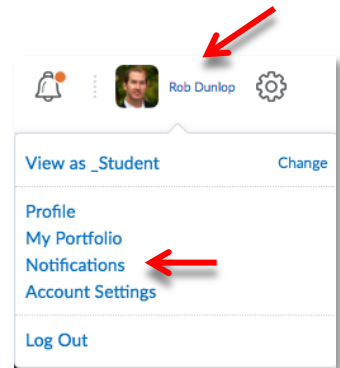 Rob Dunlop
View as _Student Change
Profile
My Portfolio
Notifications
Account Settings
Log Out